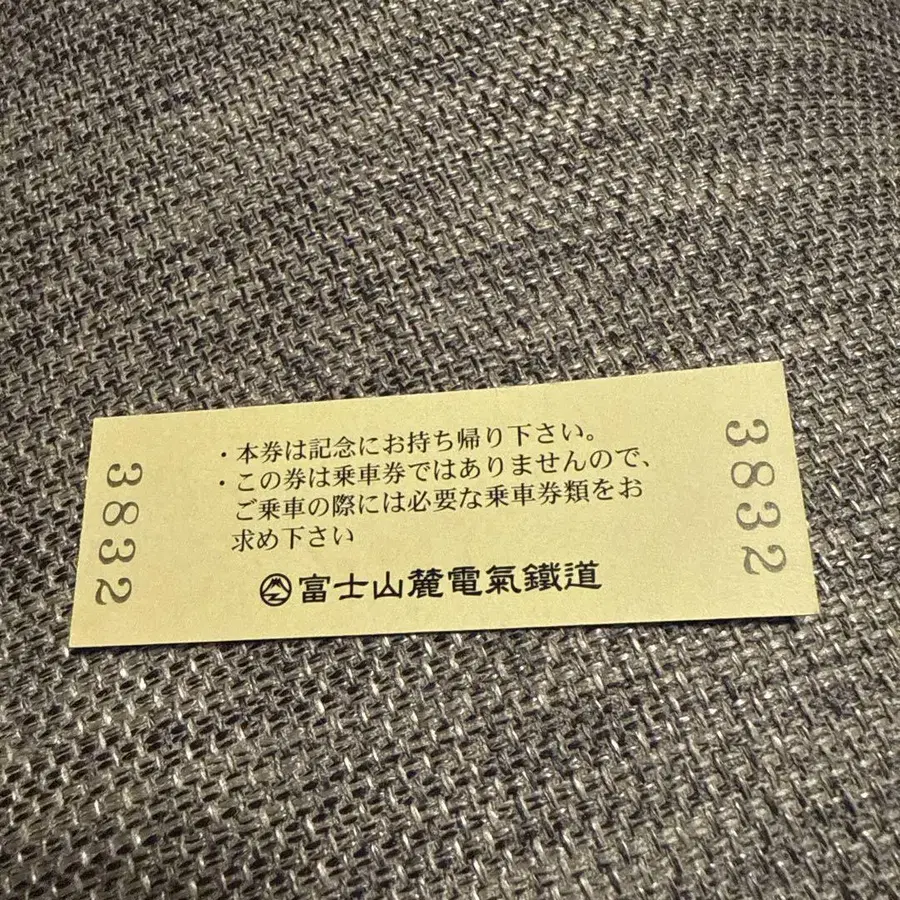 ・本券は記念にお持ち帰り下さい。
・この券は乗車券ではありませんので、
ご乗車の際には必要な乗車券類をお
求め下さい
富士山麓電氣鐵道
3832
3832